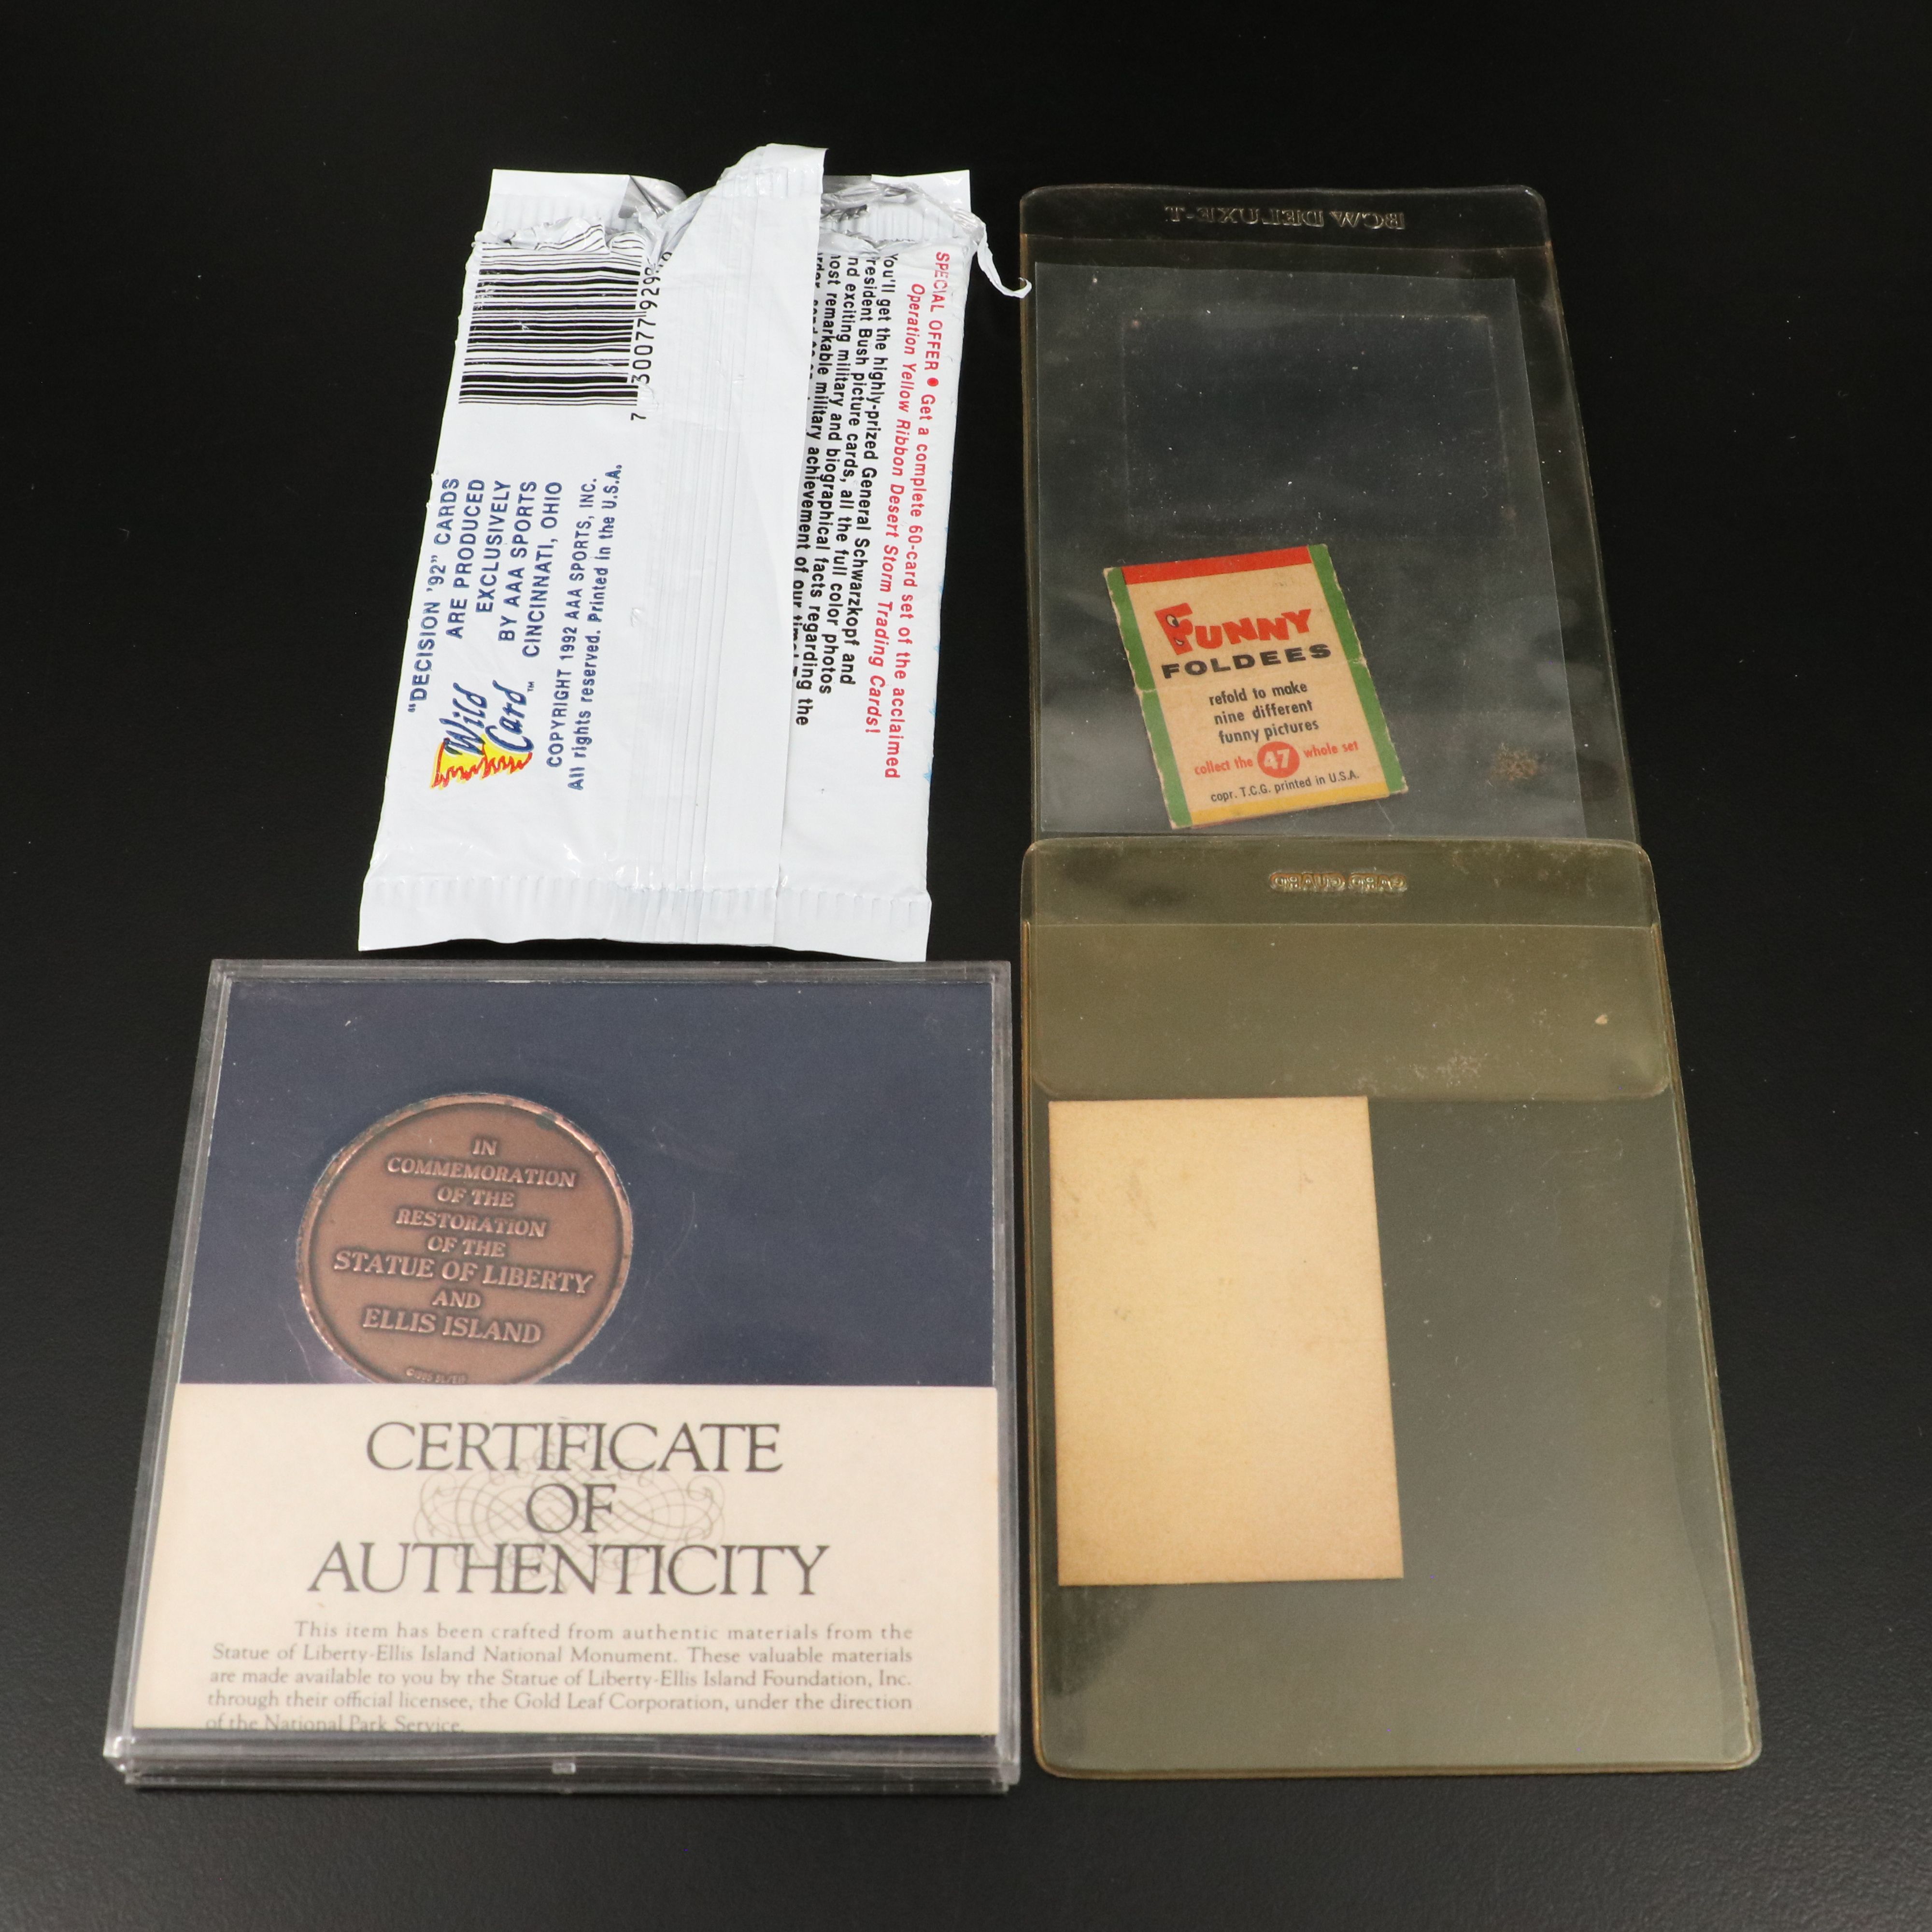 SPECIAL OFFER • Get a complete 60-card set of the acclaimed
Operation Yellow Ribbon Desert Storm Trading Cards!
You'll get the highly-prized General Schwarzkopf and
resident Bush picture cards, all the full color photos
nd exciting military and biographical facts regarding the
ost remarkable military achievement of our time!
7 30077 929
"DECISION '92" CARDS
ARE PRODUCED
EXCLUSIVELY
BY AAA SPORTS
CINCINNATI, OHIO
Wild
Card™
COPYRIGHT 1992 AAA SPORTS, INC.
All rights reserved. Printed in the U.S.A.
BCW DELUXE-T
FUNNY
FOLDEES
refold to make
nine different
funny pictures
collect the 47 whole set
copr. T.C.G. printed in U.S.A.
IN
COMMEMORATION
OF THE
RESTORATION
OF THE
STATUE OF LIBERTY
AND
ELLIS ISLAND
CERTIFICATE
OF
AUTHENTICITY
This item has been crafted from authentic materials from the
Statue of Liberty-Ellis Island National Monument. These valuable materials
are made available to you by the Statue of Liberty-Ellis Island Foundation, Inc.
through their official licensee, the Gold Leaf Corporation, under the direction
of the National Park Service.